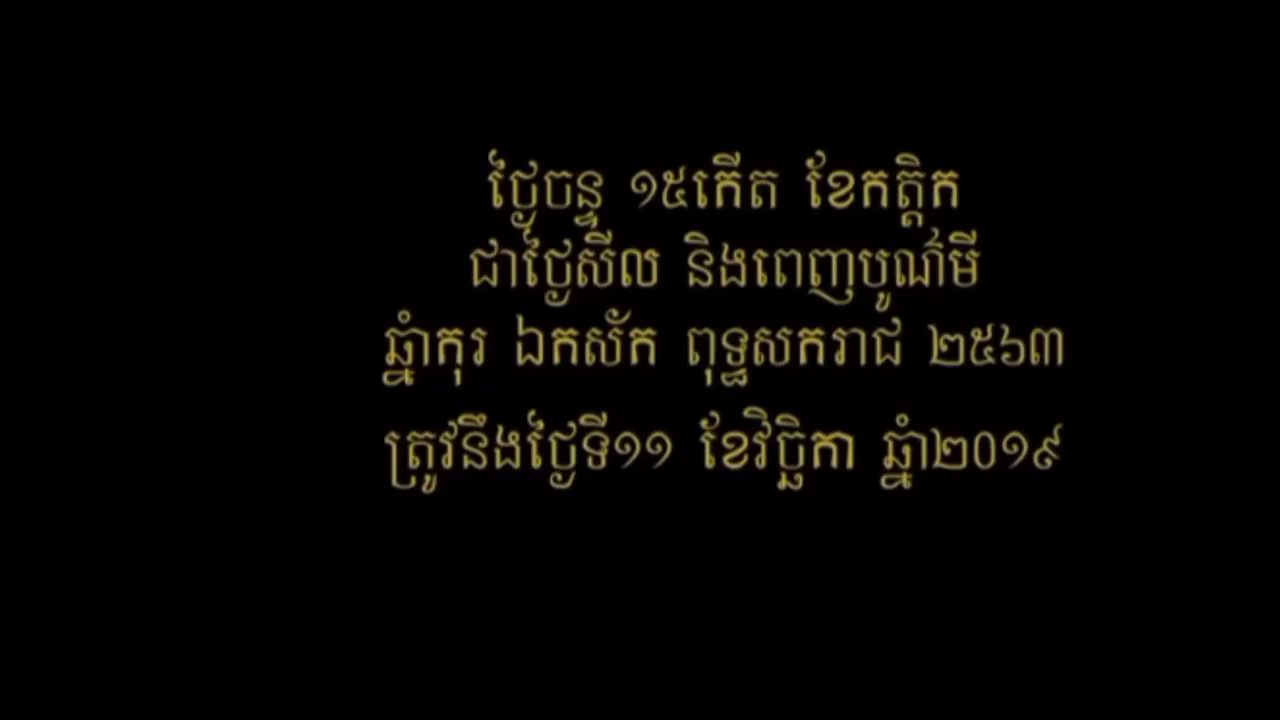 ថ្ងៃចន្ទ ១៥កើត ខែកត្តិក
ជាថ្ងៃសីល និងពេញបូណ៌មី
ឆ្នាំកុរ ឯកស័ក ពុទ្ធសករាជ ២៥៦៣
ត្រូវនឹងថ្ងៃទី១១ ខែវិច្ឆិកា ឆ្នាំ២០១៩